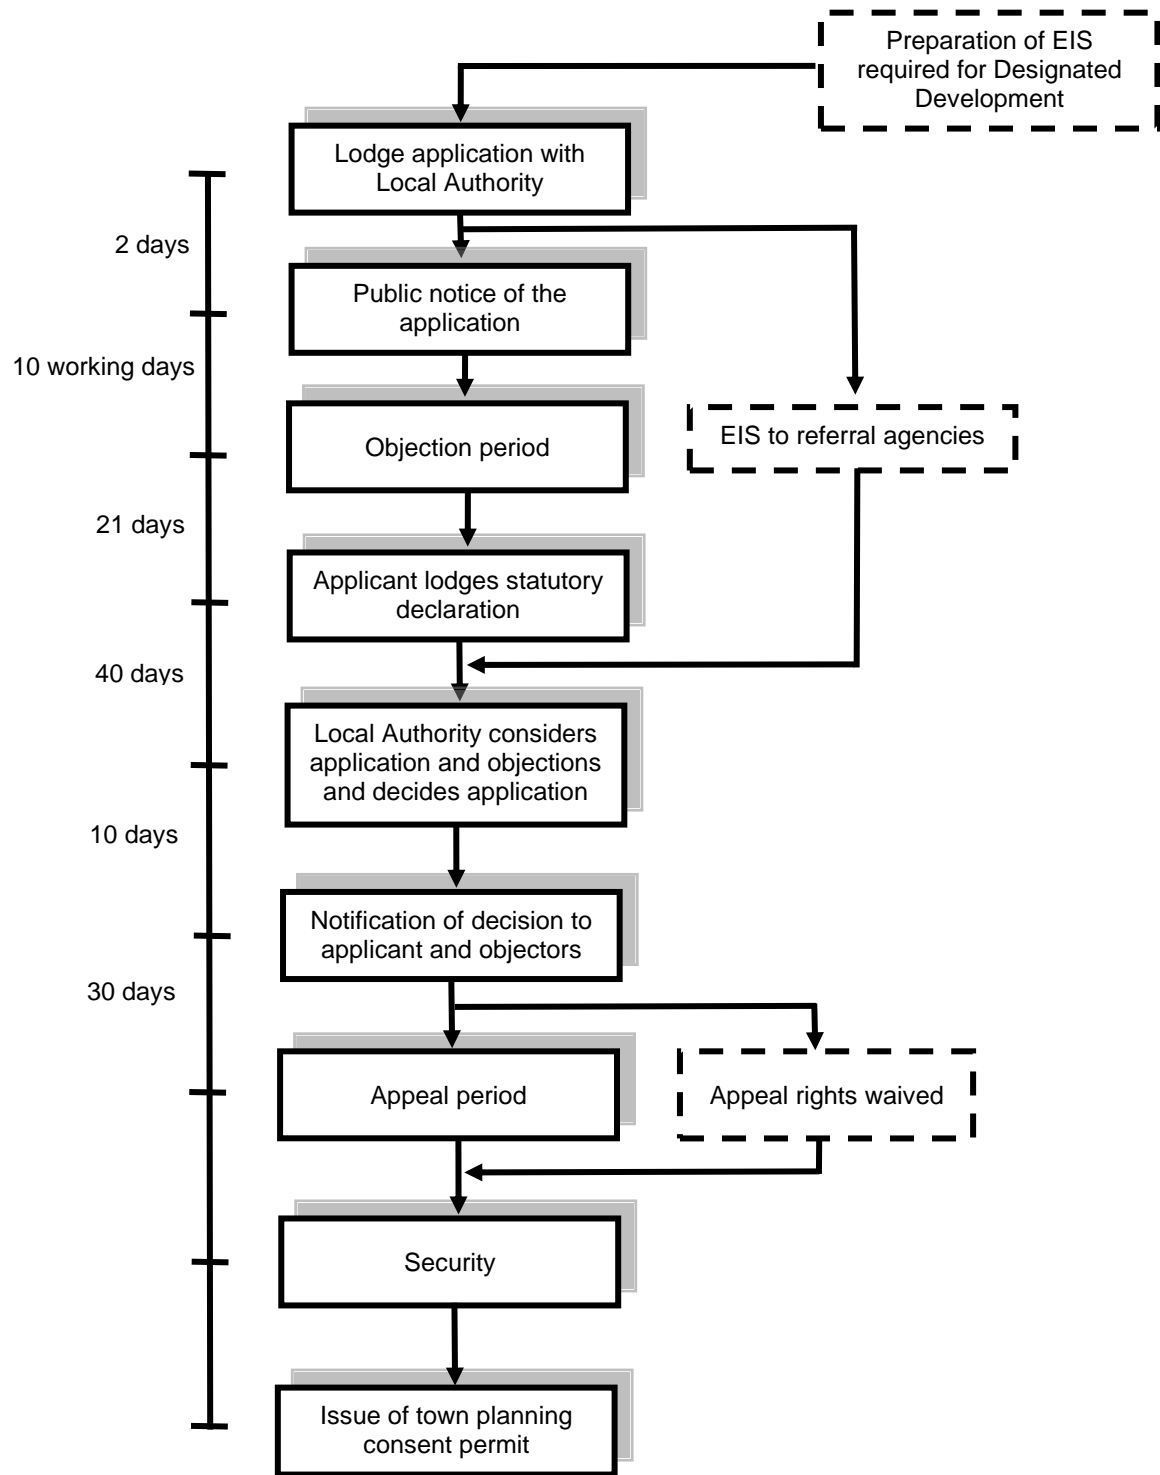 Preparation of EIS
required for Designated
Development
Lodge application with
Local Authority
2 days
Public notice of the
application
10 working days
Objection period
EIS to referral agencies
21 days
Applicant lodges statutory
declaration
40 days
Local Authority considers
application and objections
and decides application
10 days
Notification of decision to
applicant and objectors
30 days
Appeal period
Appeal rights waived
Security
Issue of town planning
consent permit